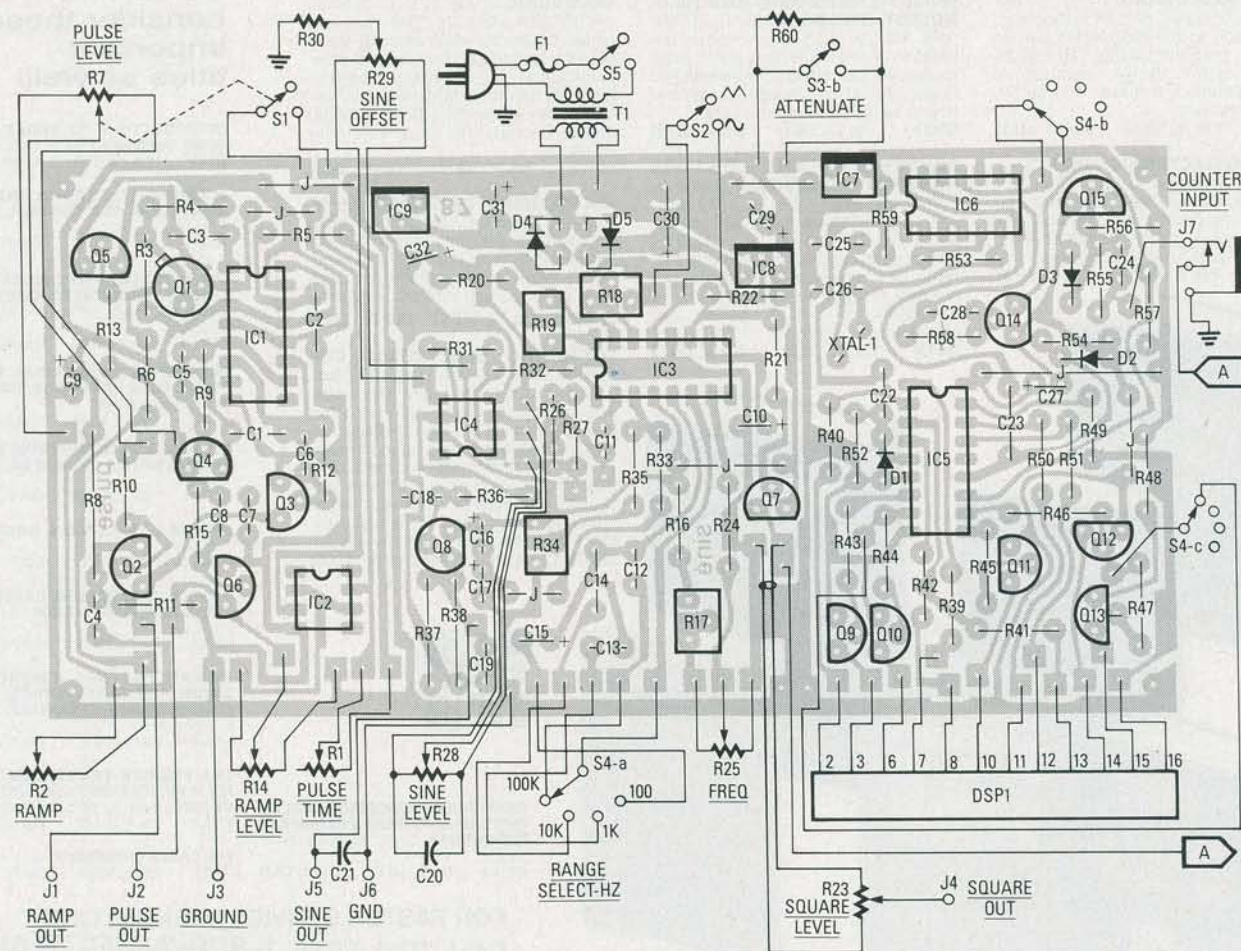 PULSE
LEVEL
R7
S1
R30
R29
SINE
OFFSET
F1
S5
T1
S2
R60
S3-b
ATTENUATE
S4-b
COUNTER
INPUT
J7
A
R4
C3
R3
Q5
Q1
J
J
R5
IC9
C31
+
87
D4
D5
C30
+
C29
+
IC7
R59
IC6
Q15
R56
C32
+
R20
R18
R22
IC8
C25
C26
R53
D3
R55
C24
R57
R13
IC1
C2
R19
R31
R32
IC3
R21
XTAL-1
C28
R58
Q14
R54
D2
J
C9
+
R6
C5
R9
C1
C6
R12
IC4
R26
R27
C11
R35
R33
C10
+
C22
R40
R52
D1
IC5
C23
C27
+
R50
R51
R49
J
R48
R8
R10
pulse
Q4
Q3
C18
R36
J
Q7
R46
S4-c
R15
C8
C7
Q8
C16
+
R34
R16
sine
R24
R43
R44
R42
R45
Q11
Q12
Q2
Q6
C17
+
C14
C12
C4
R11
IC2
R37
R38
J
C15
+
C13
R17
Q9
Q10
R39
R41
Q13
R47
C19
R2
RAMP
R14
RAMP
LEVEL
R1
PULSE
TIME
R28
SINE
LEVEL
100K
S4-a
100
10K
1K
R25
FREQ
2 3 6 7 8 10 11 12 13 14 15 16
DSP1
C21
C20
RANGE
SELECT-HZ
A
J1
RAMP
OUT
J2
PULSE
OUT
J3
GROUND
J5
SINE
OUT
J6
GND
R23
SQUARE
LEVEL
J4
SQUARE
OUT